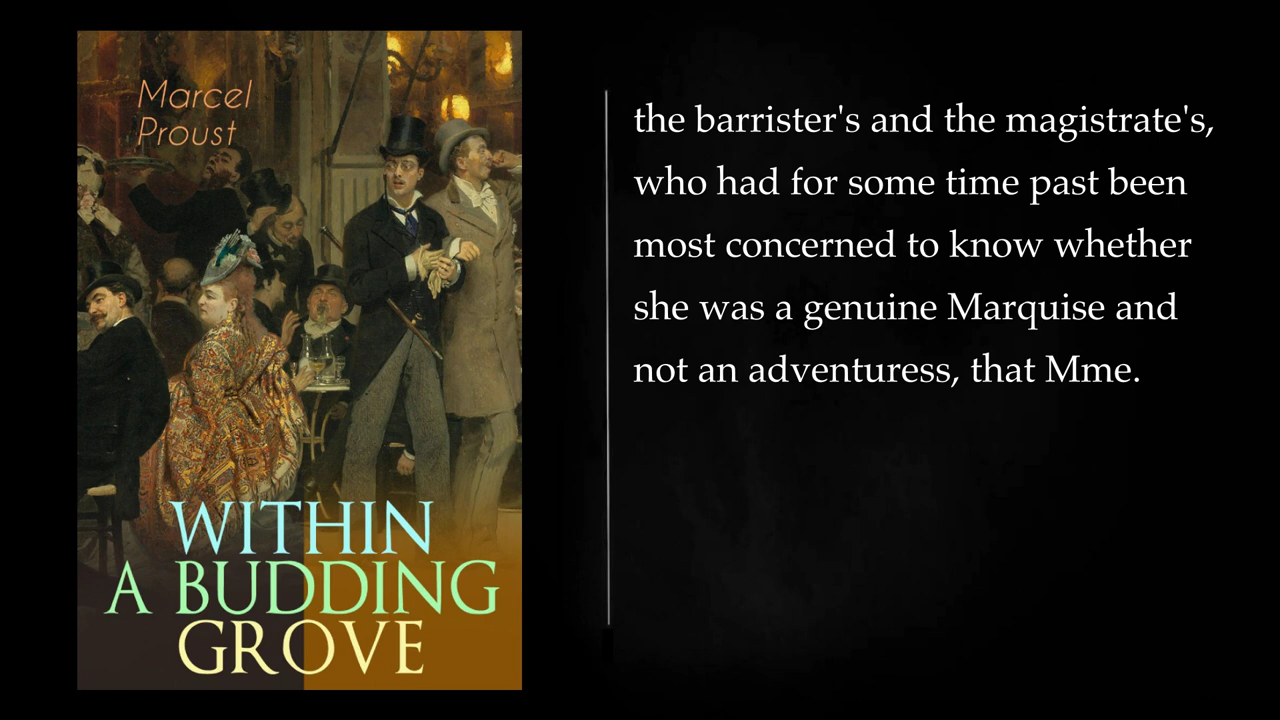 Marcel
Proust
WITHIN
A BUDDING
GROVE
the barrister's and the magistrate's,
who had for some time past been
most concerned to know whether
she was a genuine Marquise and
not an adventuress, that Mme.